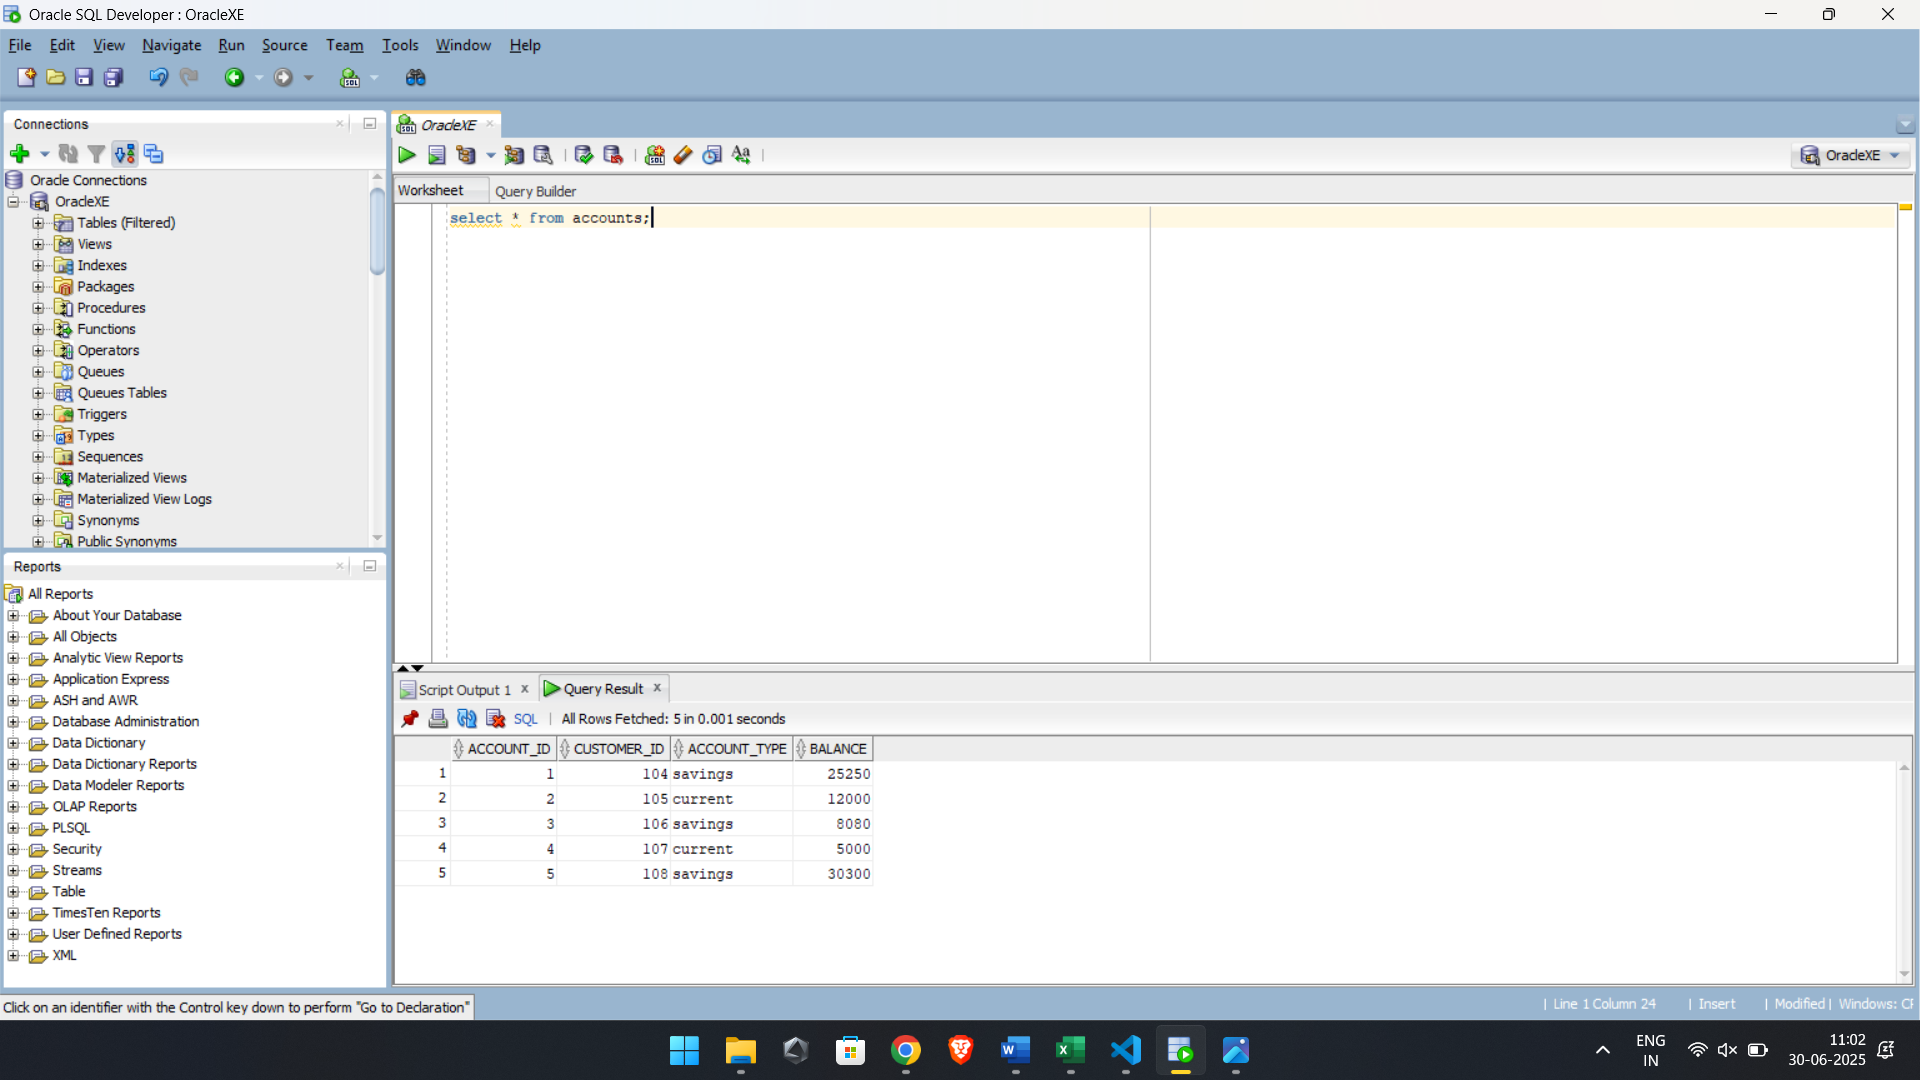 Oracle SQL Developer : OracleXE
File Edit View Navigate Run Source Team Tools Window Help
Connections
Oracle Connections
OracleXE
Tables (Filtered)
Views
Indexes
Packages
Procedures
Functions
Operators
Queues
Queues Tables
Triggers
Types
Sequences
Materialized Views
Materialized View Logs
Synonyms
Public Synonyms
Reports
All Reports
About Your Database
All Objects
Analytic View Reports
Application Express
ASH and AWR
Database Administration
Data Dictionary
Data Dictionary Reports
Data Modeler Reports
OLAP Reports
PLSQL
Security
Streams
Table
TimesTen Reports
User Defined Reports
XML
OracleXE
OracleXE
Worksheet Query Builder
select * from accounts;
Script Output 1 Query Result
SQL | All Rows Fetched: 5 in 0.001 seconds
ACCOUNT_ID CUSTOMER_ID ACCOUNT_TYPE BALANCE
1 1 104 savings 25250
2 2 105 current 12000
3 3 106 savings 8080
4 4 107 current 5000
5 5 108 savings 30300
Click on an identifier with the Control key down to perform "Go to Declaration"
| Line 1 Column 24 | Insert | Modified | Windows: CF
ENG
IN
11:02
30-06-2025